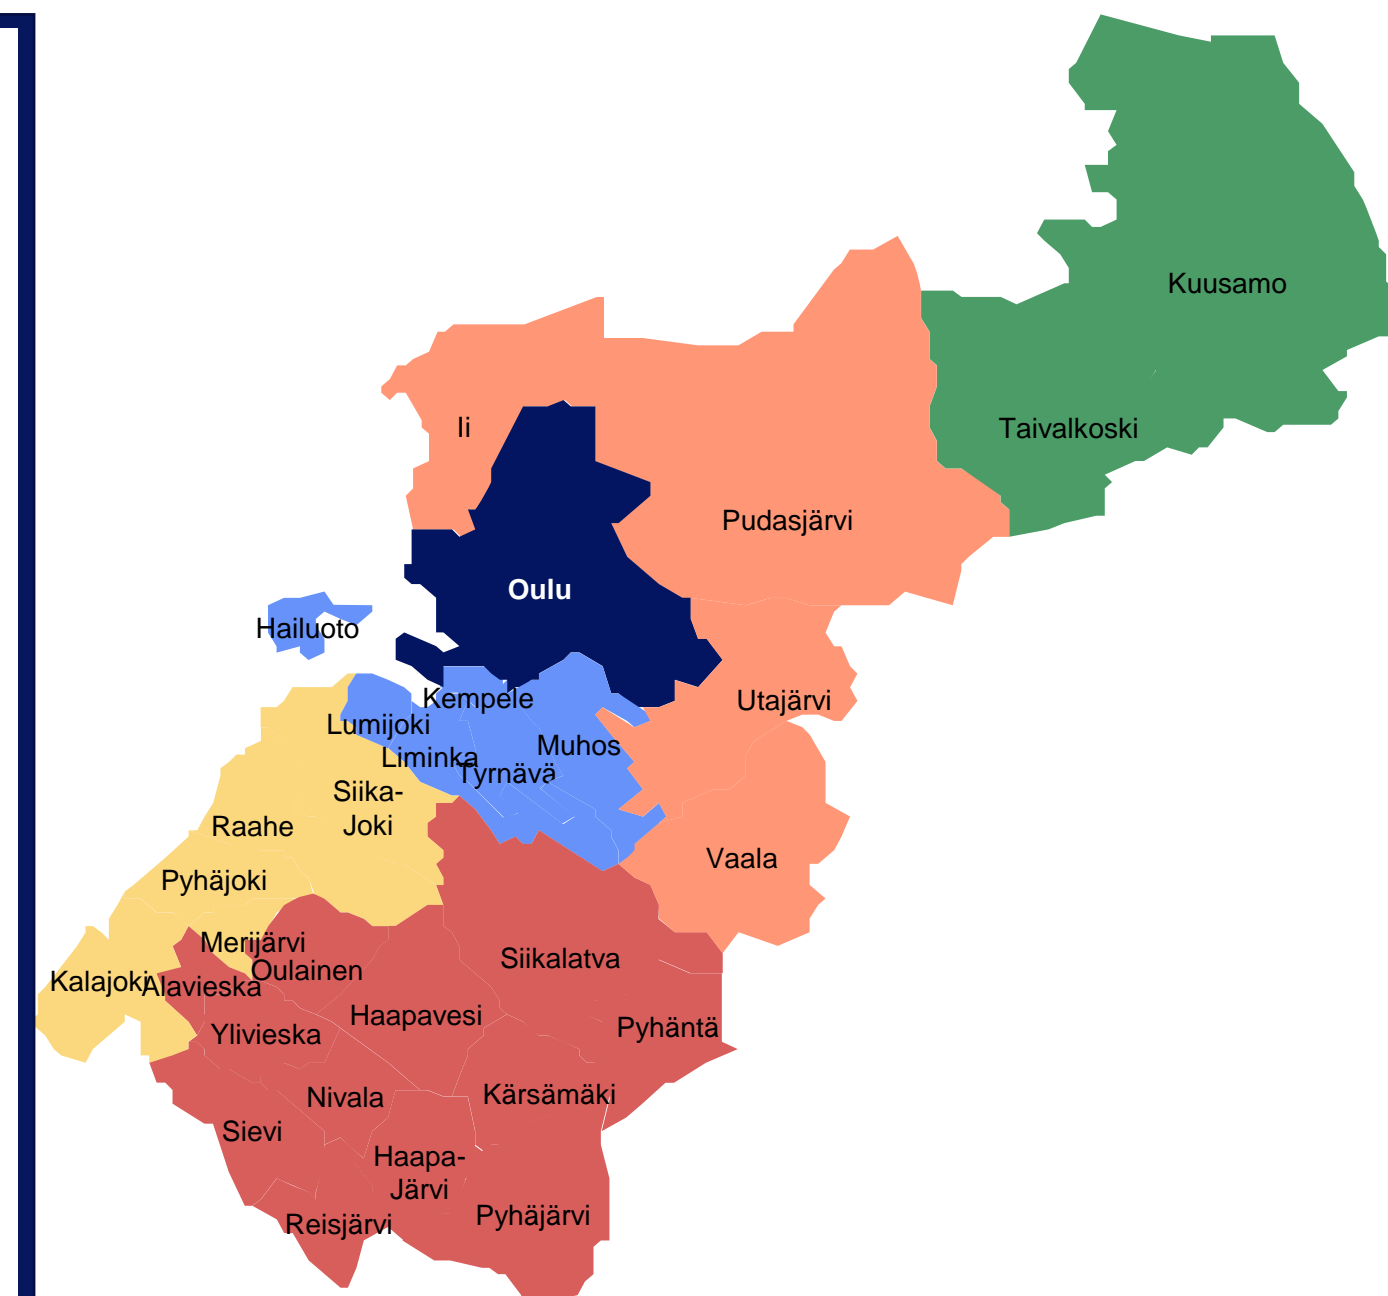 Kuusamo
Ii
Taivalkoski
Pudasjärvi
Oulu
Hailuoto
Kempele
Utajärvi
Lumijoki
Liminka
Muhos
Tyrnävä
Siika-
Joki
Raahe
Vaala
Pyhäjoki
Merijärvi
Siikalatva
Oulainen
Kalajoki
Alavieska
Haapavesi
Pyhäntä
Ylivieska
Nivala
Kärsämäki
Sievi
Haapa-
Järvi
Pyhäjärvi
Reisjärvi